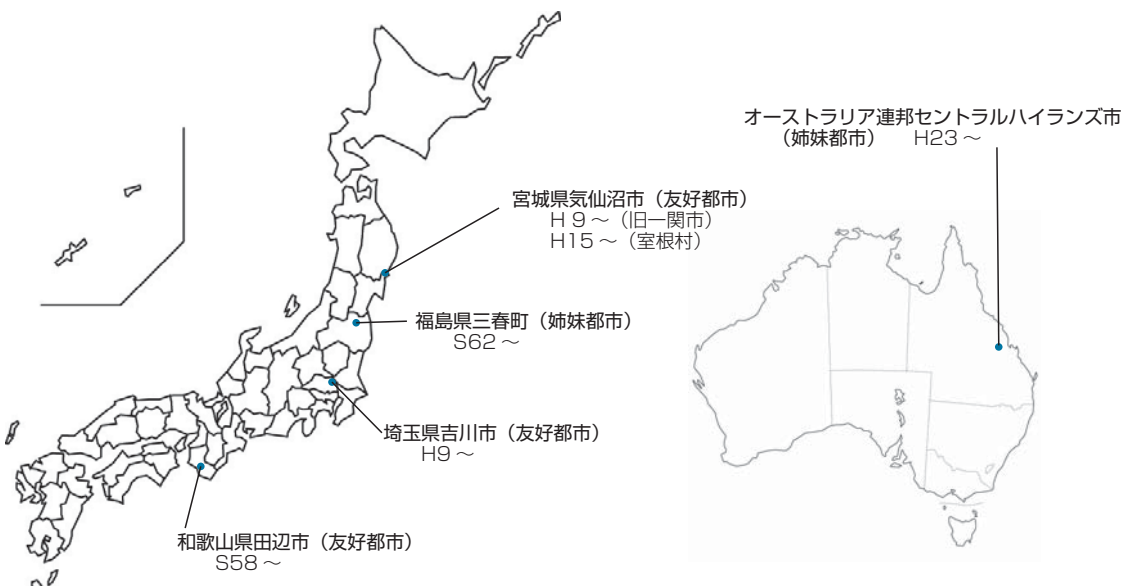 オーストラリア連邦セントラルハイランズ市
（姉妹都市）　H23～
宮城県気仙沼市（友好都市）
H 9～（旧一関市）
H15～（室根村）
福島県三春町（姉妹都市）
S62～
埼玉県吉川市（友好都市）
H9～
和歌山県田辺市（友好都市）
S58～